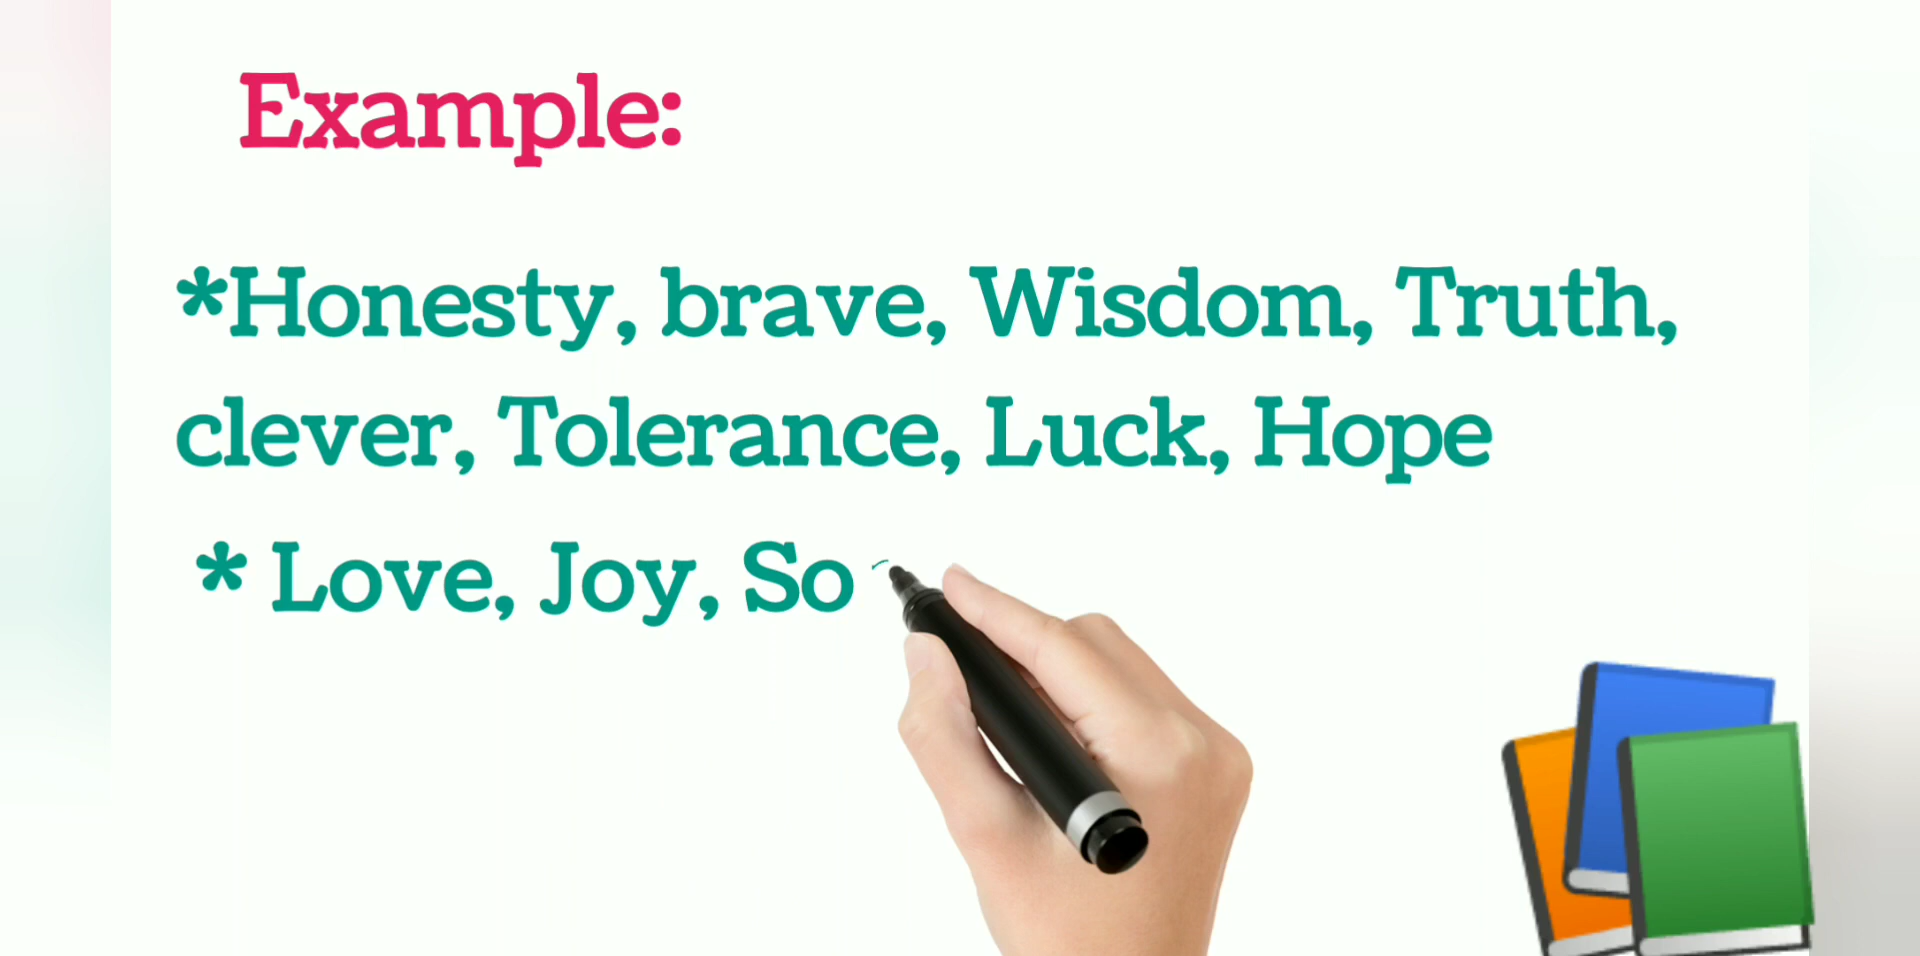 Example:
*Honesty, brave, Wisdom, Truth,
clever, Tolerance, Luck, Hope
* Love, Joy, So